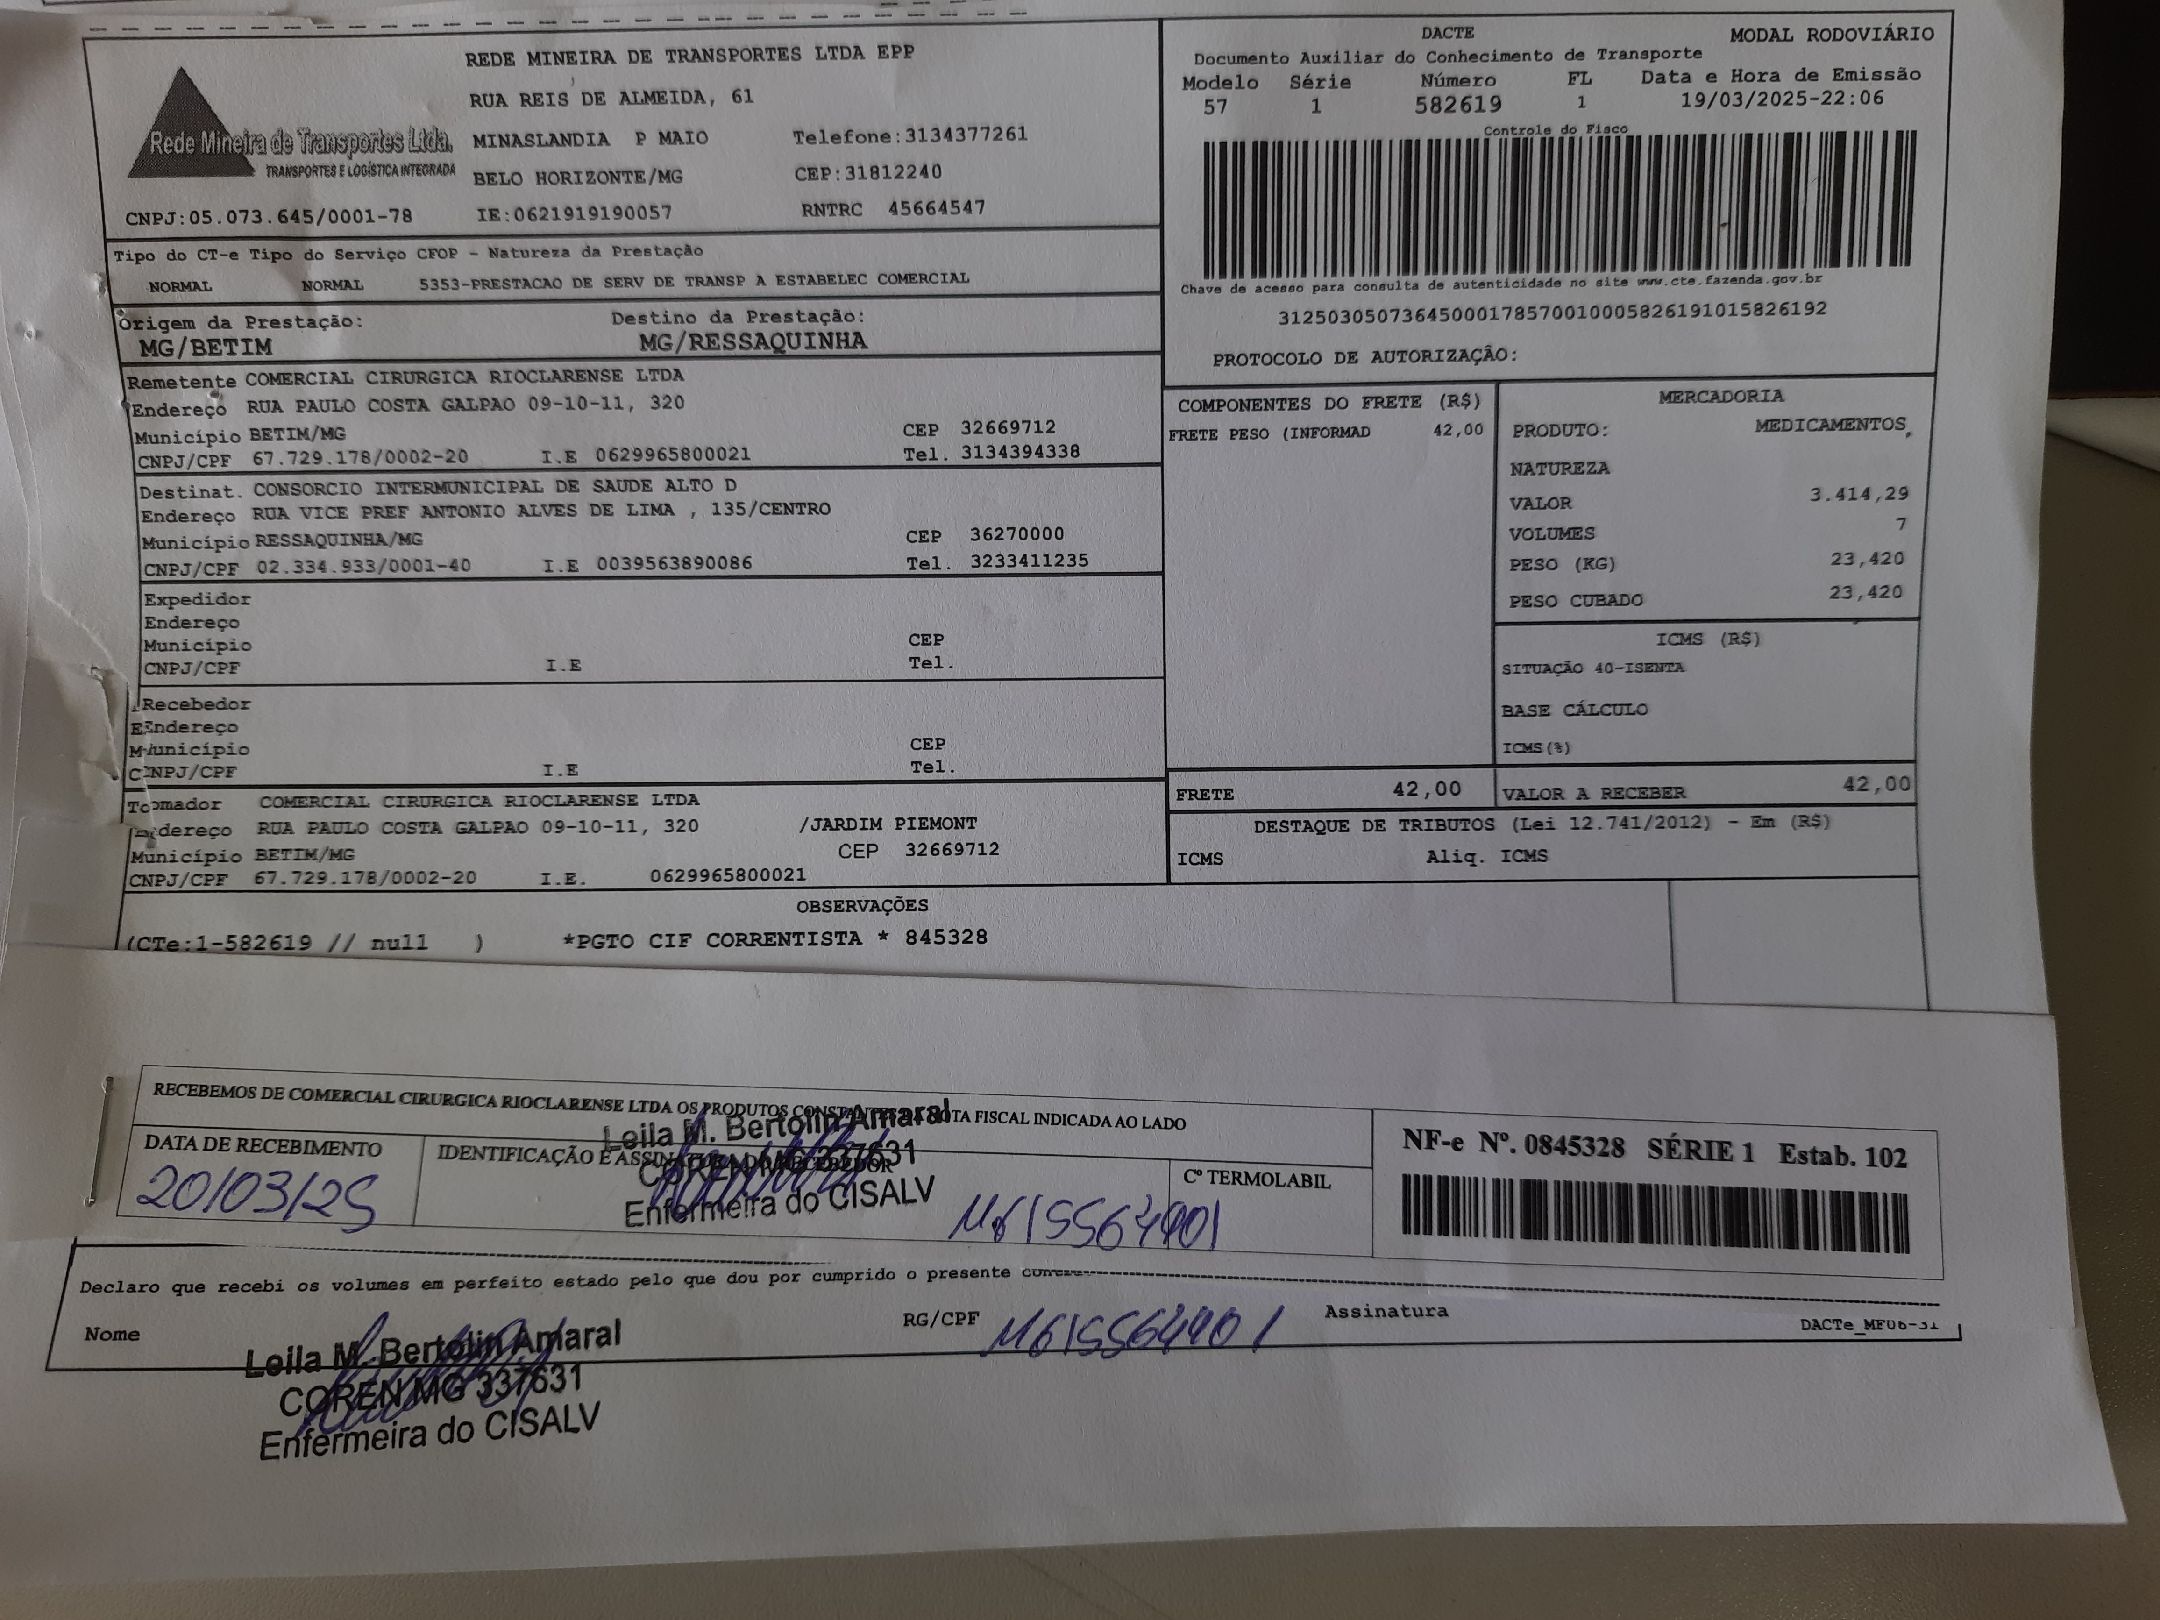 REDE MINEIRA DE TRANSPORTES LTDA EPP
RUA REIS DE ALMEIDA, 61
MINASLANDIA P MAIO Telefone:3134377261
BELO HORIZONTE/MG CEP:31812240
Rede Mineira de Transportes Ltda.
TRANSPORTES E LOGÍSTICA INTEGRADA
CNPJ:05.073.645/0001-78 IE:0621919190057 RNTRC 45664547
DACTE MODAL RODOVIÁRIO
Documento Auxiliar do Conhecimento de Transporte
Modelo Série Número FL Data e Hora de Emissão
57 1 582619 1 19/03/2025-22:06
Controle do Fisco
Chave de acesso para consulta de autenticidade no site www.cte.fazenda.gov.br
31250305073645000178570010005826191015826192
PROTOCOLO DE AUTORIZAÇÃO:
Tipo do CT-e Tipo do Serviço CFOP - Natureza da Prestação
NORMAL NORMAL 5353-PRESTACAO DE SERV DE TRANSP A ESTABELEC COMERCIAL
Origem da Prestação: Destino da Prestação:
MG/BETIM MG/RESSAQUINHA
Remetente COMERCIAL CIRURGICA RIOCLARENSE LTDA
Endereço RUA PAULO COSTA GALPAO 09-10-11, 320
Município BETIM/MG CEP 32669712
CNPJ/CPF 67.729.178/0002-20 I.E 0629965800021 Tel. 3134394338
Destinat. CONSORCIO INTERMUNICIPAL DE SAUDE ALTO D
Endereço RUA VICE PREF ANTONIO ALVES DE LIMA , 135/CENTRO
Município RESSAQUINHA/MG CEP 36270000
CNPJ/CPF 02.334.933/0001-40 I.E 0039563890086 Tel. 3233411235
Expedidor
Endereço
Município CEP
CNPJ/CPF I.E Tel.
Recebedor
Endereço
Município CEP
CNPJ/CPF I.E Tel.
Tomador COMERCIAL CIRURGICA RIOCLARENSE LTDA
Endereço RUA PAULO COSTA GALPAO 09-10-11, 320 /JARDIM PIEMONT
Município BETIM/MG CEP 32669712
CNPJ/CPF 67.729.178/0002-20 I.E. 0629965800021
COMPONENTES DO FRETE (R$)
FRETE PESO (INFORMAD 42,00
MERCADORIA
PRODUTO: MEDICAMENTOS,
NATUREZA
VALOR 3.414,29
VOLUMES 7
PESO (KG) 23,420
PESO CUBADO 23,420
ICMS (R$)
SITUAÇÃO 40-ISENTA
BASE CÁLCULO
ICMS(%)
FRETE 42,00 VALOR A RECEBER 42,00
DESTAQUE DE TRIBUTOS (Lei 12.741/2012) - Em (R$)
ICMS Aliq. ICMS
OBSERVAÇÕES
(CTe:1-582619 // null ) *PGTO CIF CORRENTISTA * 845328
RECEBEMOS DE COMERCIAL CIRURGICA RIOCLARENSE LTDA OS PRODUTOS CONSTANTES DA NOTA FISCAL INDICADA AO LADO
DATA DE RECEBIMENTO
20/03/25
IDENTIFICAÇÃO E ASSINATURA DO RECEBEDOR
Leila M. Bertolin Amaral
COREN MG 337631
Enfermeira do CISALV
Cº TERMOLABIL
NF-e Nº. 0845328 SÉRIE 1 Estab. 102
Declaro que recebi os volumes em perfeito estado pelo que dou por cumprido o presente
Nome RG/CPF Assinatura
DACTe_MF06-31
Leila M. Bertolin Amaral
COREN MG 337631
Enfermeira do CISALV